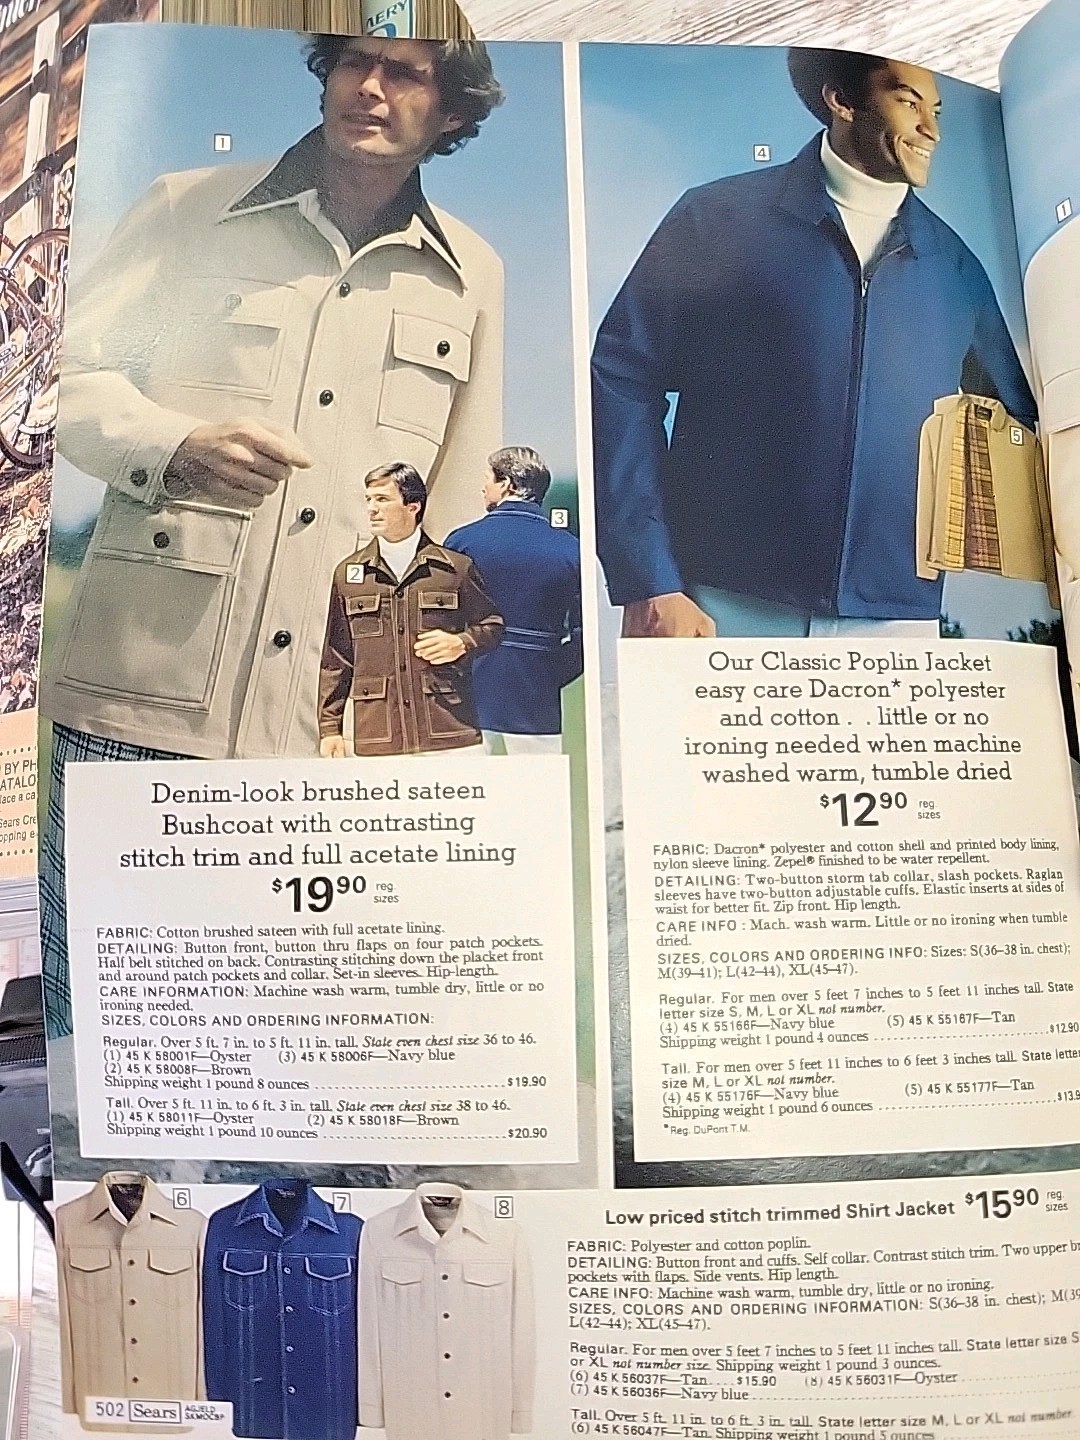 1
4
1
5
3
2
Denim-look brushed sateen
Bushcoat with contrasting
stitch trim and full acetate lining
$19.90 reg. sizes
FABRIC: Cotton brushed sateen with full acetate lining.
DETAILING: Button front, button thru flaps on four patch pockets.
Half belt stitched on back. Contrasting stitching down the placket front
and around patch pockets and collar. Set-in sleeves. Hip-length.
CARE INFORMATION: Machine wash warm, tumble dry, little or no
ironing needed.
SIZES, COLORS AND ORDERING INFORMATION:
Regular. Over 5 ft. 7 in. to 5 ft. 11 in. tall. State even chest size 36 to 46.
(1) 45 K 58001F—Oyster (3) 45 K 58006F—Navy blue
(2) 45 K 58008F—Brown
Shipping weight 1 pound 8 ounces ........ $19.90
Tall. Over 5 ft. 11 in. to 6 ft. 3 in. tall. State even chest size 38 to 46.
(1) 45 K 58011F—Oyster (2) 45 K 58018F—Brown
Shipping weight 1 pound 10 ounces ........ $20.90
Our Classic Poplin Jacket
easy care Dacron* polyester
and cotton . . little or no
ironing needed when machine
washed warm, tumble dried
$12.90 reg. sizes
FABRIC: Dacron* polyester and cotton shell and printed body lining,
nylon sleeve lining. Zepel® finished to be water repellent.
DETAILING: Two-button storm tab collar, slash pockets. Raglan
sleeves have two-button adjustable cuffs. Elastic inserts at sides of
waist for better fit. Zip front. Hip length.
CARE INFO : Mach. wash warm. Little or no ironing when tumble
dried.
SIZES, COLORS AND ORDERING INFO: Sizes: S(36–38 in. chest);
M(39–41); L(42–44), XL(45–47).
Regular. For men over 5 feet 7 inches to 5 feet 11 inches tall. State
letter size S, M, L or XL not number.
(4) 45 K 55166F—Navy blue (5) 45 K 55167F—Tan
Shipping weight 1 pound 4 ounces ........ $12.90
Tall. For men over 5 feet 11 inches to 6 feet 3 inches tall. State letter
size M, L or XL not number.
(4) 45 K 55176F—Navy blue (5) 45 K 55177F—Tan
Shipping weight 1 pound 6 ounces ........ $13.9
*Reg. DuPont T.M.
6
7
8
Low priced stitch trimmed Shirt Jacket $15.90 reg. sizes
FABRIC: Polyester and cotton poplin.
DETAILING: Button front and cuffs. Self collar. Contrast stitch trim. Two upper
pockets with flaps. Side vents. Hip length.
CARE INFO: Machine wash warm, tumble dry, little or no ironing.
SIZES, COLORS AND ORDERING INFORMATION: S(36–38 in. chest); M(39
L(42–44); XL(45–47).
Regular. For men over 5 feet 7 inches to 5 feet 11 inches tall. State letter size S
or XL not number size. Shipping weight 1 pound 3 ounces.
(6) 45 K 56037F—Tan.... $15.90 (8) 45 K 56031F—Oyster
(7) 45 K 56036F—Navy blue
Tall. Over 5 ft. 11 in. to 6 ft. 3 in. tall. State letter size M, L or XL not number.
(6) 45 K 56047F—Tan. Shipping weight 1 pound 5 ounces
502 Sears